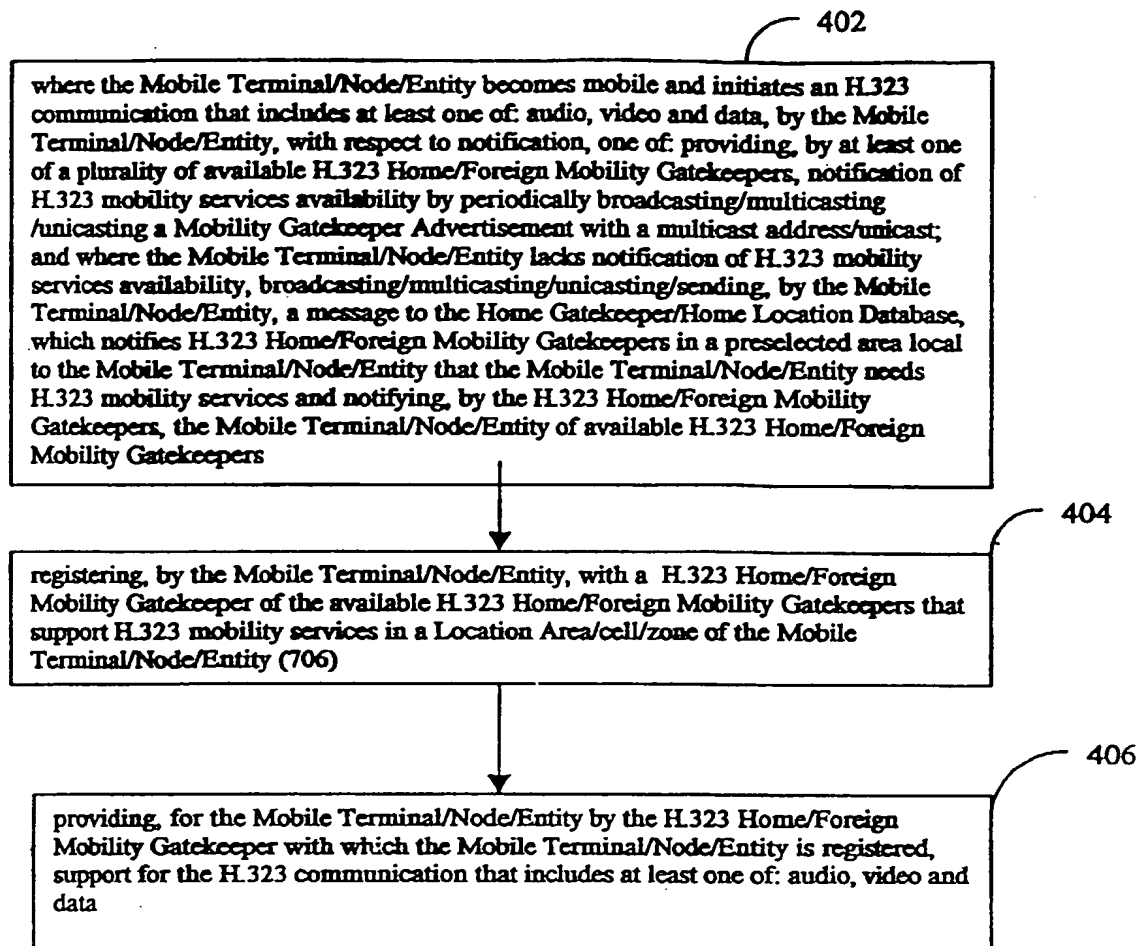 402
where the Mobile Terminal/Node/Entity becomes mobile and initiates an H.323
communication that includes at least one of: audio, video and data, by the Mobile
Terminal/Node/Entity, with respect to notification, one of: providing, by at least one
of a plurality of available H.323 Home/Foreign Mobility Gatekeepers, notification of
H.323 mobility services availability by periodically broadcasting/multicasting
/unicasting a Mobility Gatekeeper Advertisement with a multicast address/unicast;
and where the Mobile Terminal/Node/Entity lacks notification of H.323 mobility
services availability, broadcasting/multicasting/unicasting/sending, by the Mobile
Terminal/Node/Entity, a message to the Home Gatekeeper/Home Location Database,
which notifies H.323 Home/Foreign Mobility Gatekeepers in a preselected area local
to the Mobile Terminal/Node/Entity that the Mobile Terminal/Node/Entity needs
H.323 mobility services and notifying, by the H.323 Home/Foreign Mobility
Gatekeepers, the Mobile Terminal/Node/Entity of available H.323 Home/Foreign
Mobility Gatekeepers
404
registering, by the Mobile Terminal/Node/Entity, with a H.323 Home/Foreign
Mobility Gatekeeper of the available H.323 Home/Foreign Mobility Gatekeepers that
support H.323 mobility services in a Location Area/cell/zone of the Mobile
Terminal/Node/Entity (706)
406
providing, for the Mobile Terminal/Node/Entity by the H.323 Home/Foreign
Mobility Gatekeeper with which the Mobile Terminal/Node/Entity is registered,
support for the H.323 communication that includes at least one of: audio, video and
data